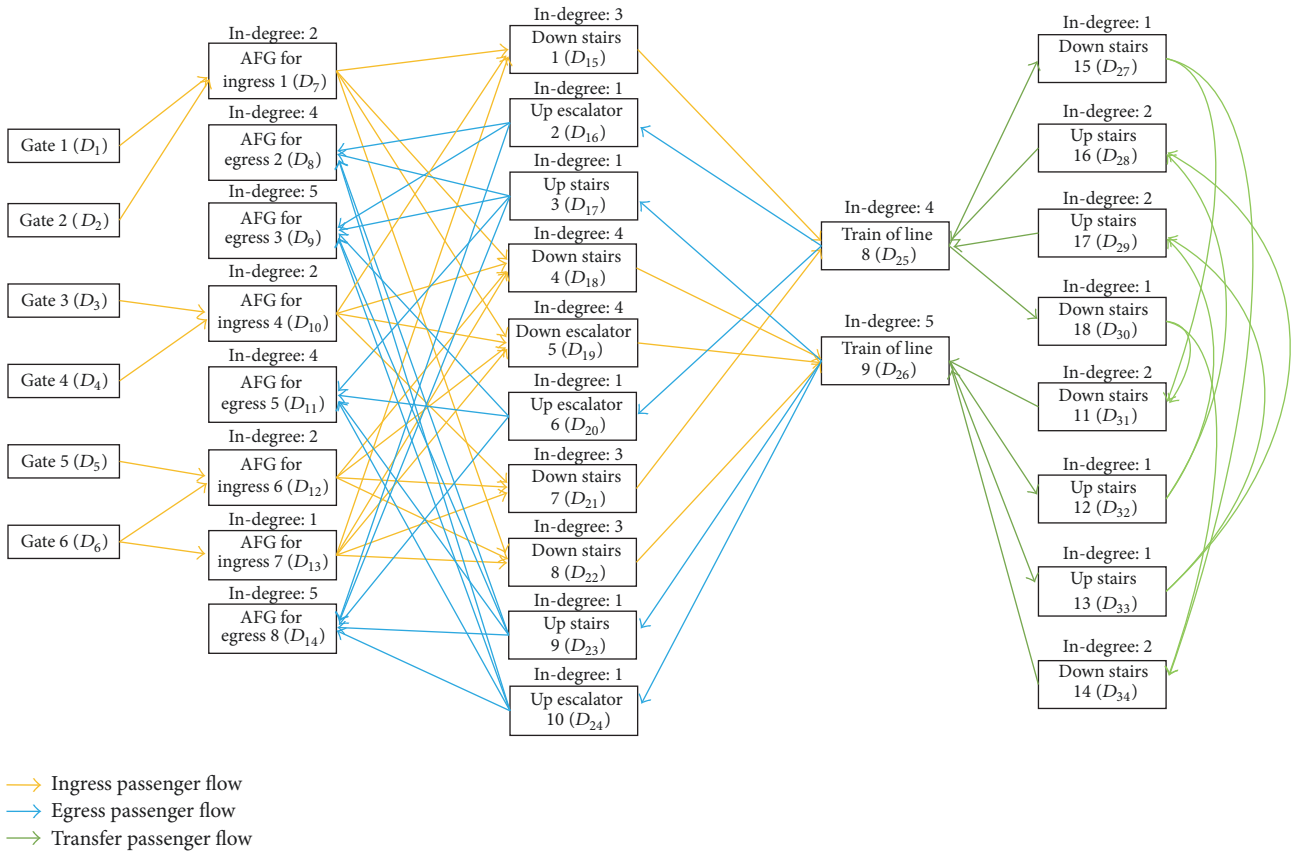 Gate 1 (D1)
Gate 2 (D2)
Gate 3 (D3)
Gate 4 (D4)
Gate 5 (D5)
Gate 6 (D6)
In-degree: 2
AFG for
ingress 1 (D7)
In-degree: 4
AFG for
egress 2 (D8)
In-degree: 5
AFG for
egress 3 (D9)
In-degree: 2
AFG for
ingress 4 (D10)
In-degree: 4
AFG for
egress 5 (D11)
In-degree: 2
AFG for
ingress 6 (D12)
In-degree: 1
AFG for
ingress 7 (D13)
In-degree: 5
AFG for
egress 8 (D14)
In-degree: 3
Down stairs
1 (D15)
In-degree: 1
Up escalator
2 (D16)
In-degree: 1
Up stairs
3 (D17)
In-degree: 4
Down stairs
4 (D18)
In-degree: 4
Down escalator
5 (D19)
In-degree: 1
Up escalator
6 (D20)
In-degree: 3
Down stairs
7 (D21)
In-degree: 3
Down stairs
8 (D22)
In-degree: 1
Up stairs
9 (D23)
In-degree: 1
Up escalator
10 (D24)
In-degree: 4
Train of line
8 (D25)
In-degree: 5
Train of line
9 (D26)
In-degree: 1
Down stairs
15 (D27)
In-degree: 2
Up stairs
16 (D28)
In-degree: 2
Up stairs
17 (D29)
In-degree: 1
Down stairs
18 (D30)
In-degree: 2
Down stairs
11 (D31)
In-degree: 1
Up stairs
12 (D32)
In-degree: 1
Up stairs
13 (D33)
In-degree: 2
Down stairs
14 (D34)
Ingress passenger flow
Egress passenger flow
Transfer passenger flow